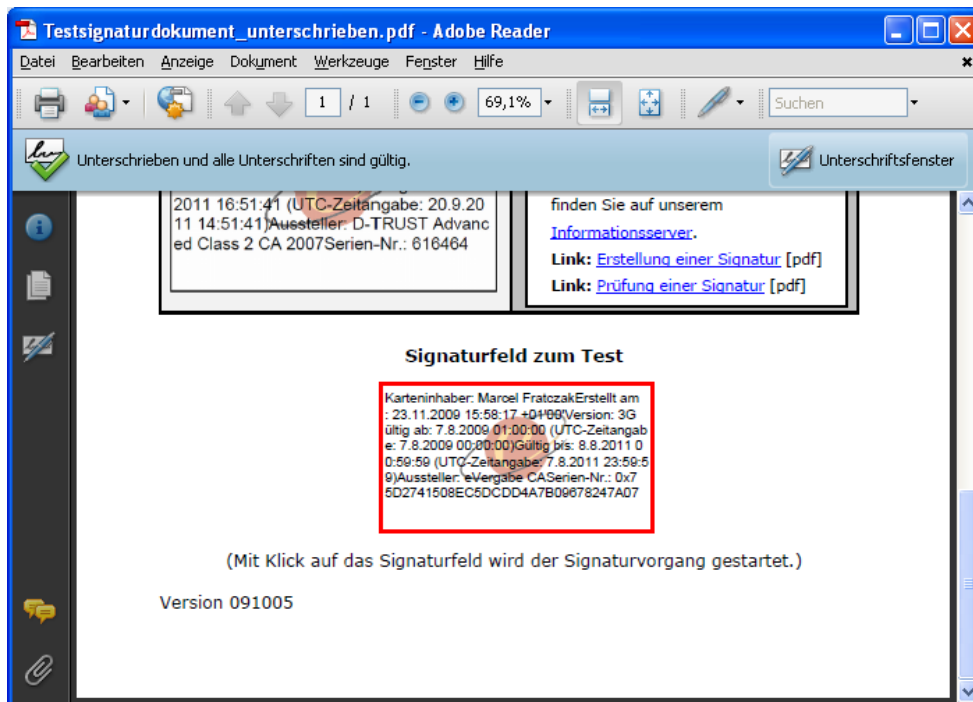 Testsignaturdokument_unterschrieben.pdf - Adobe Reader
Datei Bearbeiten Anzeige Dokument Werkzeuge Fenster Hilfe
1 / 1 69,1% Suchen
Unterschrieben und alle Unterschriften sind gültig.
Unterschriftsfenster
2011 16:51:41 (UTC-Zeitangabe: 20.9.20
11 14:51:41)Aussteller: D-TRUST Advanc
ed Class 2 CA 2007Serien-Nr.: 616464
finden Sie auf unserem
Informationsserver.
Link: Erstellung einer Signatur [pdf]
Link: Prüfung einer Signatur [pdf]
Signaturfeld zum Test
Karteninhaber: Marcel FratczakErstellt am
: 23.11.2009 15:58:17 +01'00'Version: 3G
ültig ab: 7.8.2009 01:00:00 (UTC-Zeitangab
e: 7.8.2009 00:00:00)Gültig bis: 8.8.2011 0
0:59:59 (UTC-Zeitangabe: 7.8.2011 23:59:5
9)Aussteller: eVergabe CASerien-Nr.: 0x7
5D2741508EC5DCDD4A7B09678247A07
(Mit Klick auf das Signaturfeld wird der Signaturvorgang gestartet.)
Version 091005